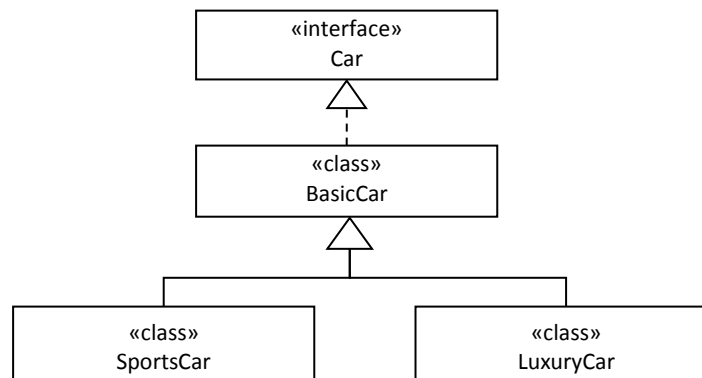 «interface»
Car
«class»
BasicCar
«class»
SportsCar
«class»
LuxuryCar